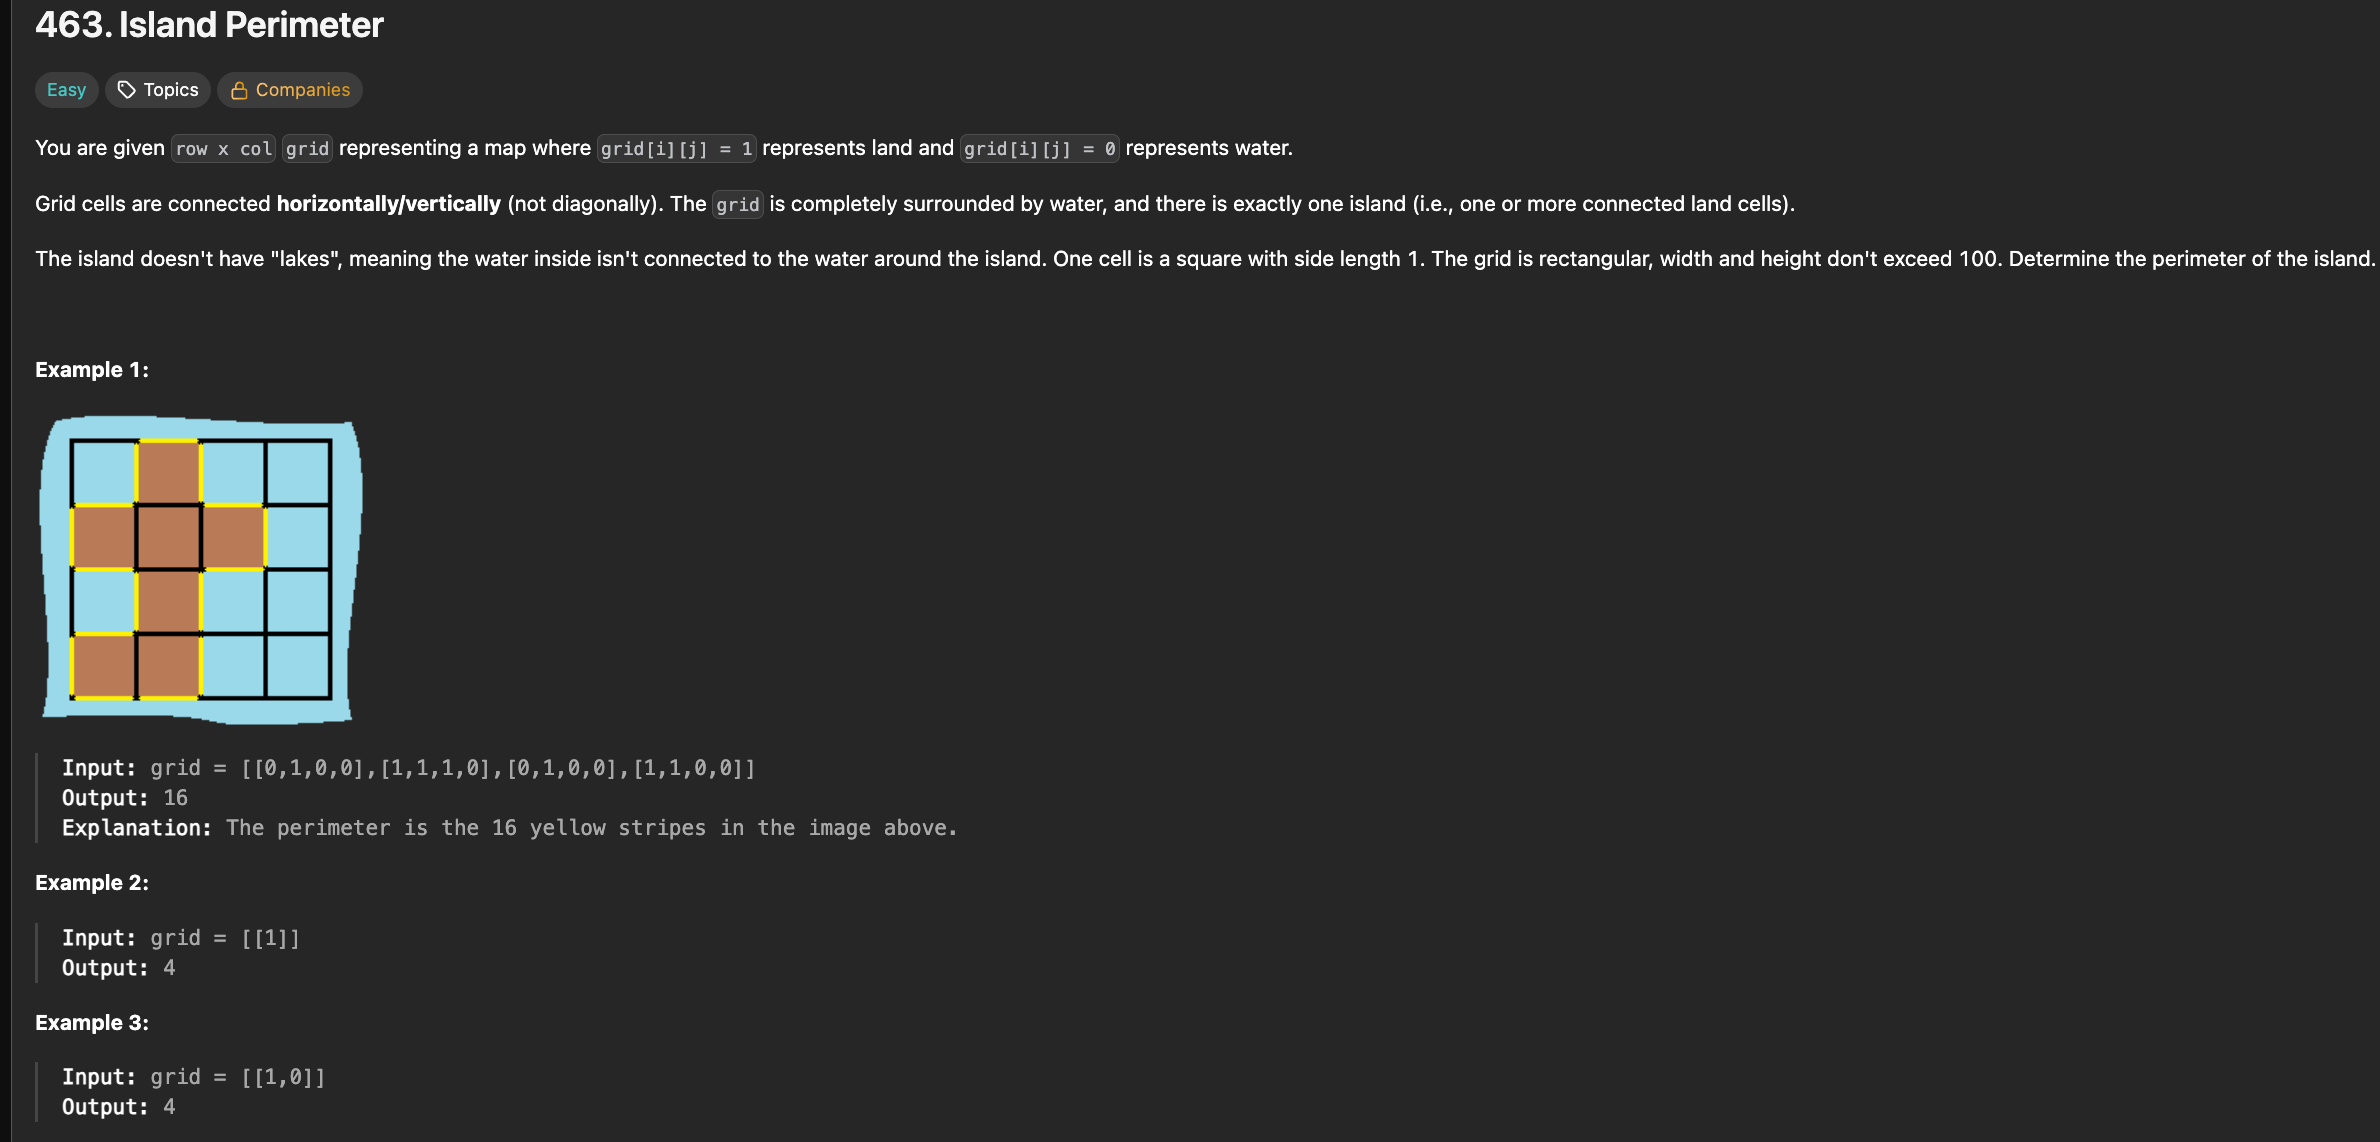 463. Island Perimeter
Easy Topics Companies
You are given row x col grid representing a map where grid[i][j] = 1 represents land and grid[i][j] = 0 represents water.
Grid cells are connected horizontally/vertically (not diagonally). The grid is completely surrounded by water, and there is exactly one island (i.e., one or more connected land cells).
The island doesn't have "lakes", meaning the water inside isn't connected to the water around the island. One cell is a square with side length 1. The grid is rectangular, width and height don't exceed 100. Determine the perimeter of the island.
Example 1:
Input: grid = [[0,1,0,0],[1,1,1,0],[0,1,0,0],[1,1,0,0]]
Output: 16
Explanation: The perimeter is the 16 yellow stripes in the image above.
Example 2:
Input: grid = [[1]]
Output: 4
Example 3:
Input: grid = [[1,0]]
Output: 4